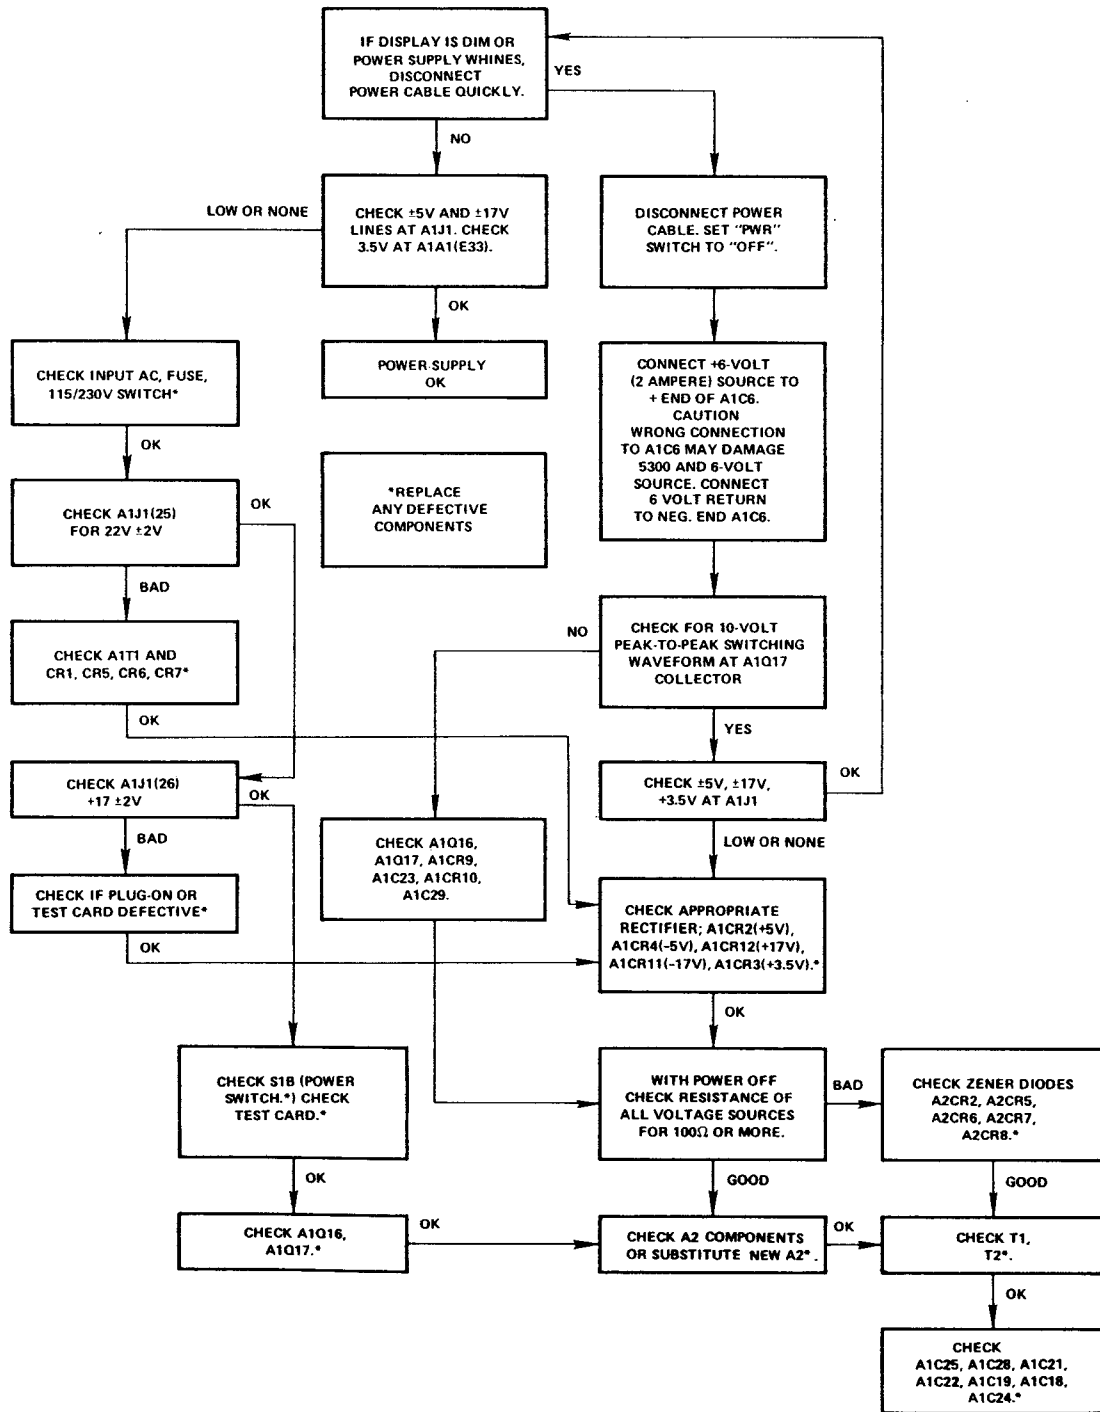 IF DISPLAY IS DIM OR
POWER SUPPLY WHINES,
DISCONNECT
POWER CABLE QUICKLY.
YES
NO
LOW OR NONE
CHECK ±5V AND ±17V
LINES AT A1J1. CHECK
3.5V AT A1A1(E33).
DISCONNECT POWER
CABLE. SET "PWR"
SWITCH TO "OFF".
OK
CHECK INPUT AC, FUSE,
115/230V SWITCH*
POWER SUPPLY
OK
CONNECT +6-VOLT
(2 AMPERE) SOURCE TO
+ END OF A1C6.
CAUTION
WRONG CONNECTION
TO A1C6 MAY DAMAGE
5300 AND 6-VOLT
SOURCE. CONNECT
6 VOLT RETURN
TO NEG. END A1C6.
OK
*REPLACE
ANY DEFECTIVE
COMPONENTS
CHECK A1J1(25)
FOR 22V ±2V
OK
BAD
CHECK A1T1 AND
CR1, CR5, CR6, CR7*
NO
CHECK FOR 10-VOLT
PEAK-TO-PEAK SWITCHING
WAVEFORM AT A1Q17
COLLECTOR
OK
YES
CHECK A1J1(26)
+17 ±2V
OK
CHECK ±5V, ±17V,
+3.5V AT A1J1
OK
BAD
LOW OR NONE
CHECK A1Q16,
A1Q17, A1CR9,
A1C23, A1CR10,
A1C29.
CHECK IF PLUG-ON OR
TEST CARD DEFECTIVE*
OK
CHECK APPROPRIATE
RECTIFIER; A1CR2(+5V),
A1CR4(-5V), A1CR12(+17V),
A1CR11(-17V), A1CR3(+3.5V).*
OK
CHECK S1B (POWER
SWITCH.*) CHECK
TEST CARD.*
WITH POWER OFF
CHECK RESISTANCE OF
ALL VOLTAGE SOURCES
FOR 100Ω OR MORE.
BAD
CHECK ZENER DIODES
A2CR2, A2CR5,
A2CR6, A2CR7,
A2CR8.*
OK
GOOD
GOOD
CHECK A1Q16,
A1Q17.*
OK
CHECK A2 COMPONENTS
OR SUBSTITUTE NEW A2*.
OK
CHECK T1,
T2*.
OK
CHECK
A1C25, A1C28, A1C21,
A1C22, A1C19, A1C18,
A1C24.*